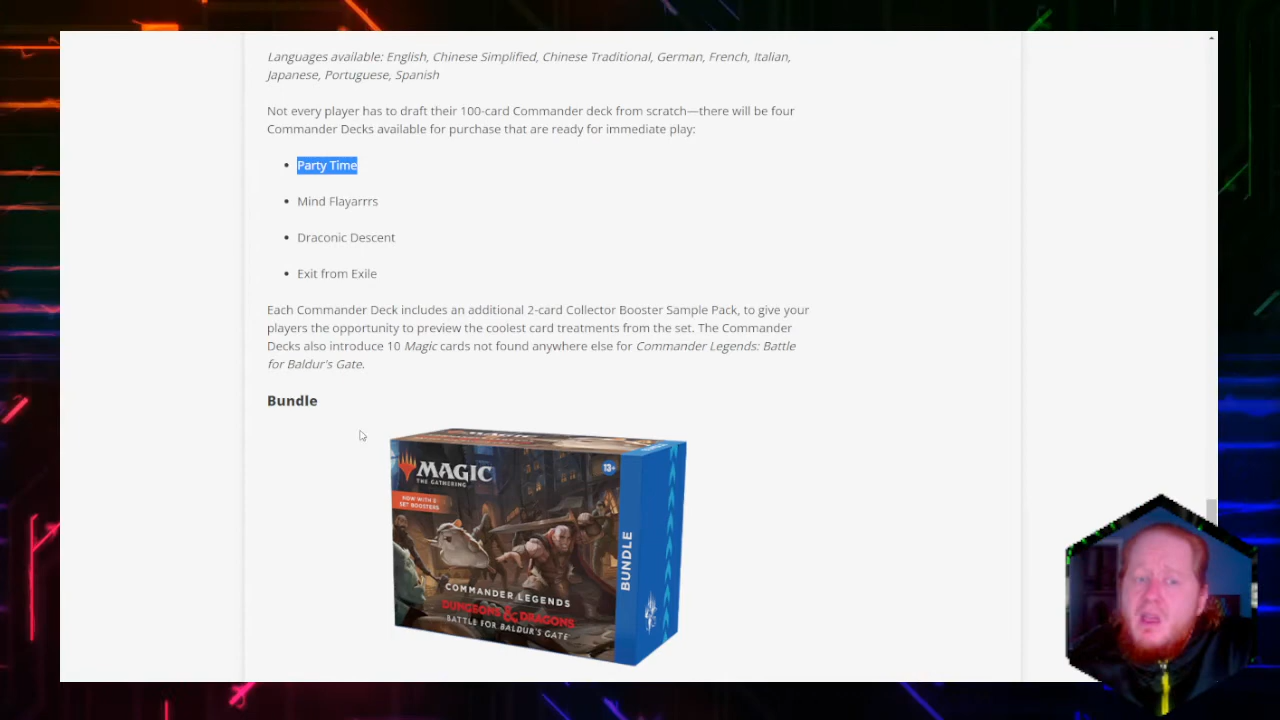 Languages available: English, Chinese Simplified, Chinese Traditional, German, French, Italian,
Japanese, Portuguese, Spanish
Not every player has to draft their 100-card Commander deck from scratch—there will be four
Commander Decks available for purchase that are ready for immediate play:
• Party Time
• Mind Flayarrrs
• Draconic Descent
• Exit from Exile
Each Commander Deck includes an additional 2-card Collector Booster Sample Pack, to give your
players the opportunity to preview the coolest card treatments from the set. The Commander
Decks also introduce 10 Magic cards not found anywhere else for Commander Legends: Battle
for Baldur's Gate.
Bundle
MAGIC
THE GATHERING
13+
NOW WITH 8
SET BOOSTERS
BUNDLE
COMMANDER LEGENDS
DUNGEONS & DRAGONS
BATTLE FOR BALDUR'S GATE